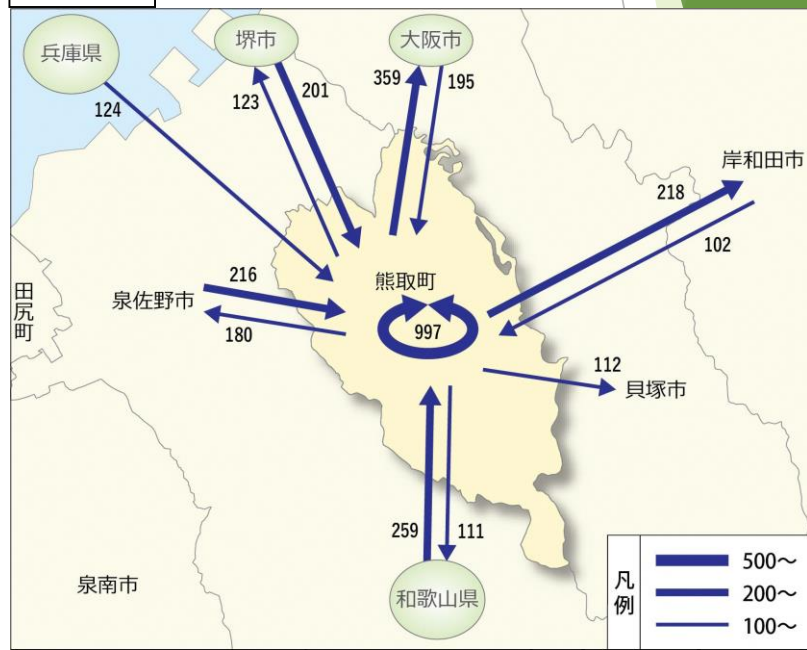 兵庫県
堺市
大阪市
124
123
201
359
195
岸和田市
218
102
熊取町
泉佐野市
216
180
田尻町
997
112
貝塚市
259
111
和歌山県
泉南市
凡例
500～
200～
100～